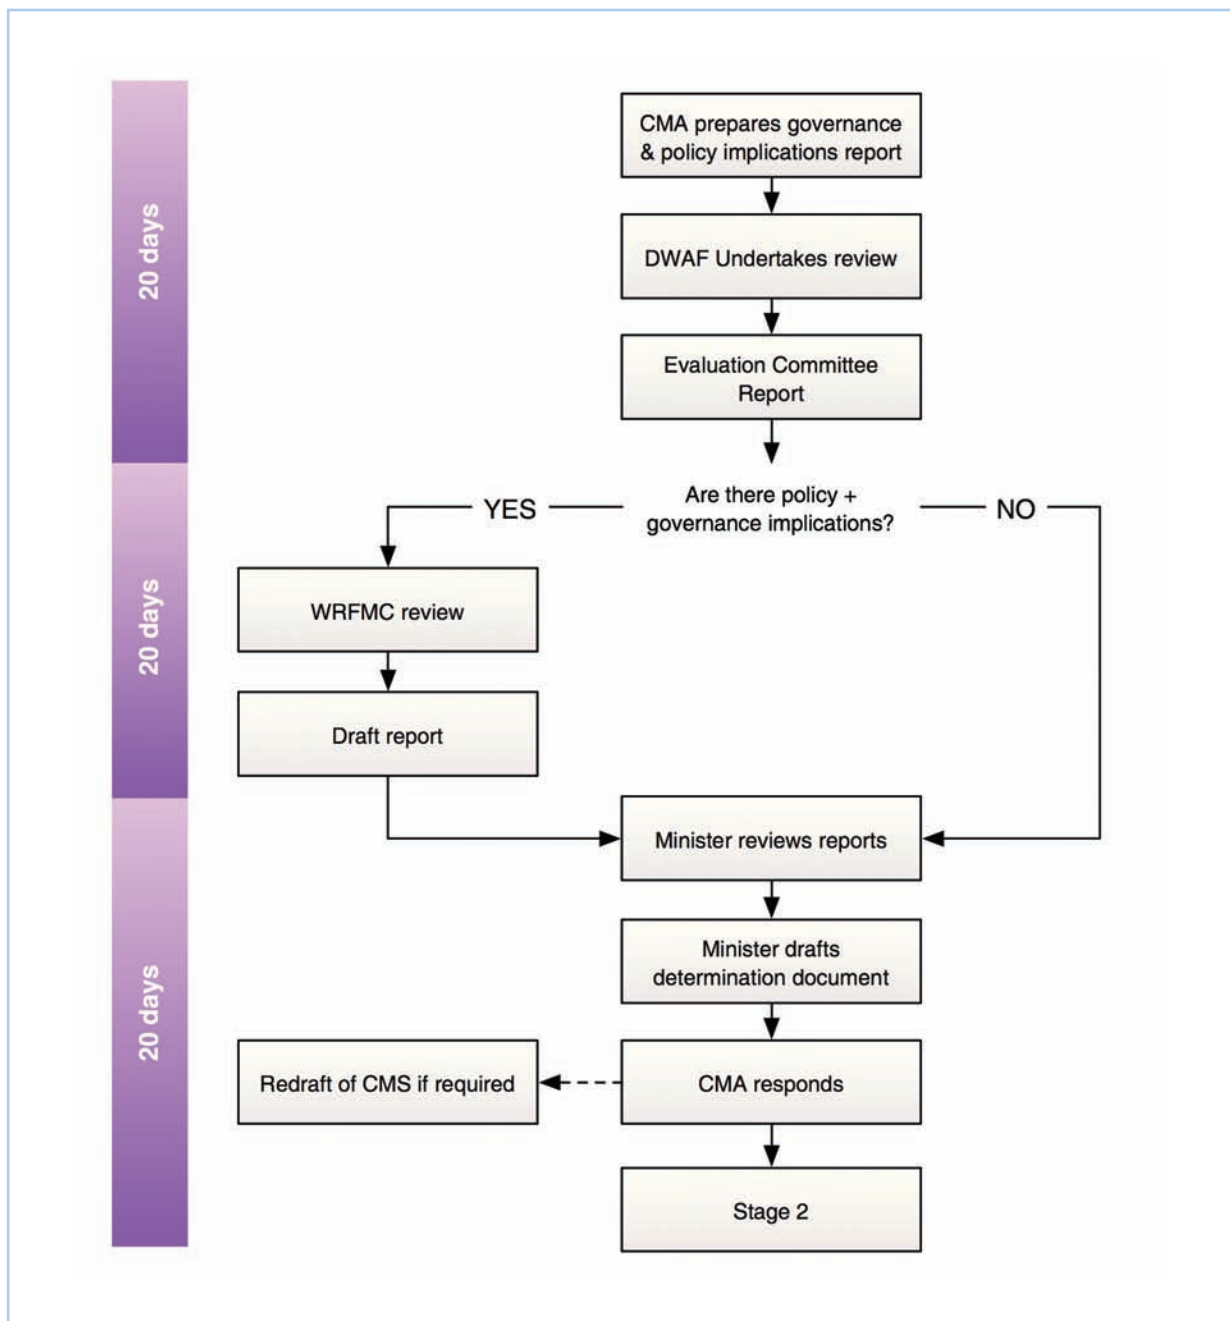 20 days
CMA prepares governance
& policy implications report
DWAF Undertakes review
Evaluation Committee
Report
20 days
YES
Are there policy +
governance implications?
NO
WRFMC review
Draft report
20 days
Minister reviews reports
Minister drafts
determination document
Redraft of CMS if required
CMA responds
Stage 2